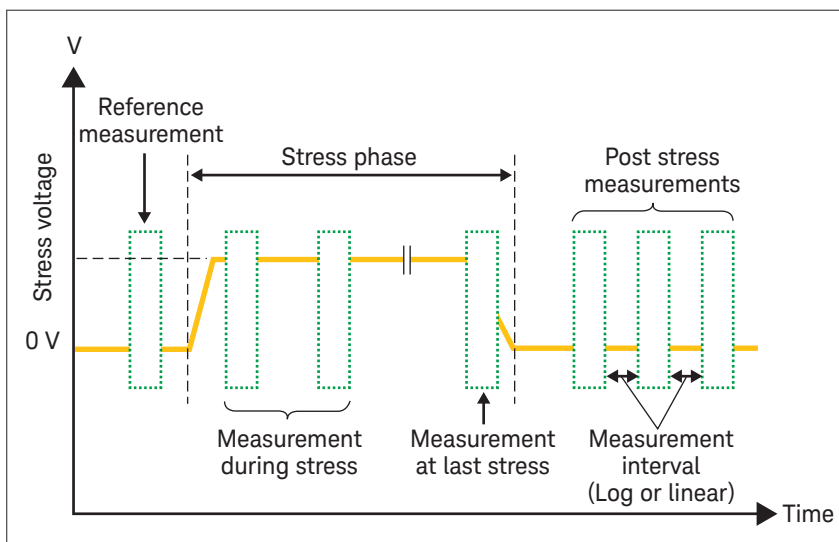 V
Reference
measurement
Stress phase
Post stress
measurements
Stress voltage
0 V
Measurement
during stress
Measurement
at last stress
Measurement
interval
(Log or linear)
Time